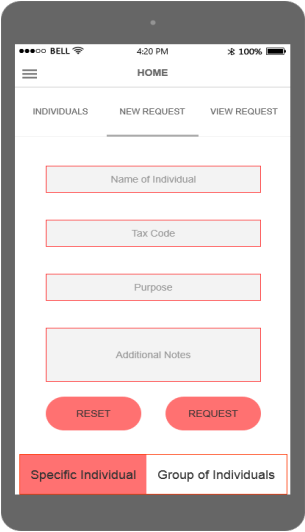 BELL 4:20 PM 100%
HOME
INDIVIDUALS NEW REQUEST VIEW REQUEST
Name of Individual
Tax Code
Purpose
Additional Notes
RESET REQUEST
Specific Individual Group of Individuals